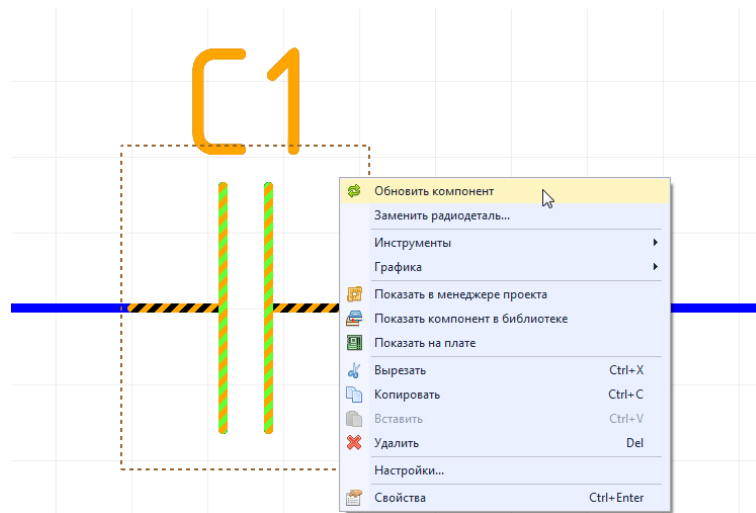 C1
Обновить компонент
Заменить радиодеталь...
Инструменты
Графика
Показать в менеджере проекта
Показать компонент в библиотеке
Показать на плате
Вырезать Ctrl+X
Копировать Ctrl+C
Вставить Ctrl+V
Удалить Del
Настройки...
Свойства Ctrl+Enter